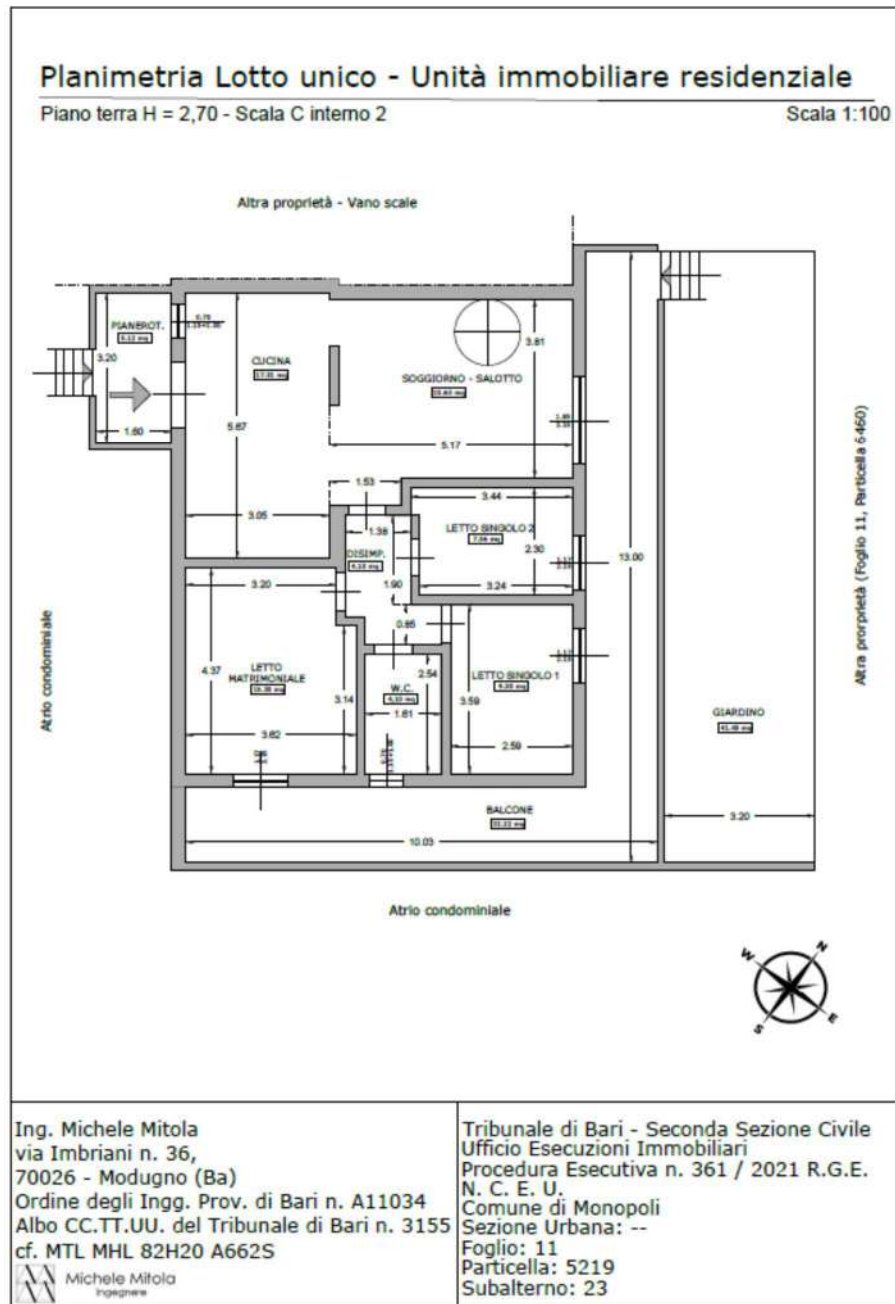 Planimetria Lotto unico - Unità immobiliare residenziale
Piano terra H = 2,70 - Scala C interno 2
Scala 1:100
Altra proprietà - Vano scale
PIANEROT.
3.20
1.60
CUCINA
5.67
3.05
SOGGIORNO - SALOTTO
3.81
5.17
1.53
3.44
LETTO SINGOLO 2
2.30
3.24
1.38
DISIMP.
1.90
0.85
13.00
3.20
4.37
LETTO
MATRIMONIALE
3.14
3.62
W.C.
2.54
1.61
LETTO SINGOLO 1
3.59
2.59
GIARDINO
3.20
BALCONE
10.03
Atrio condominiale
Altra prorprietà (Foglio 11, Particella 6460)
Atrio condominiale
N
W
E
S
Ing. Michele Mitola
via Imbriani n. 36,
70026 - Modugno (Ba)
Ordine degli Ingg. Prov. di Bari n. A11034
Albo CC.TT.UU. del Tribunale di Bari n. 3155
cf. MTL MHL 82H20 A662S
Michele Mitola
Ingegnere
Tribunale di Bari - Seconda Sezione Civile
Ufficio Esecuzioni Immobiliari
Procedura Esecutiva n. 361 / 2021 R.G.E.
N. C. E. U.
Comune di Monopoli
Sezione Urbana: --
Foglio: 11
Particella: 5219
Subalterno: 23